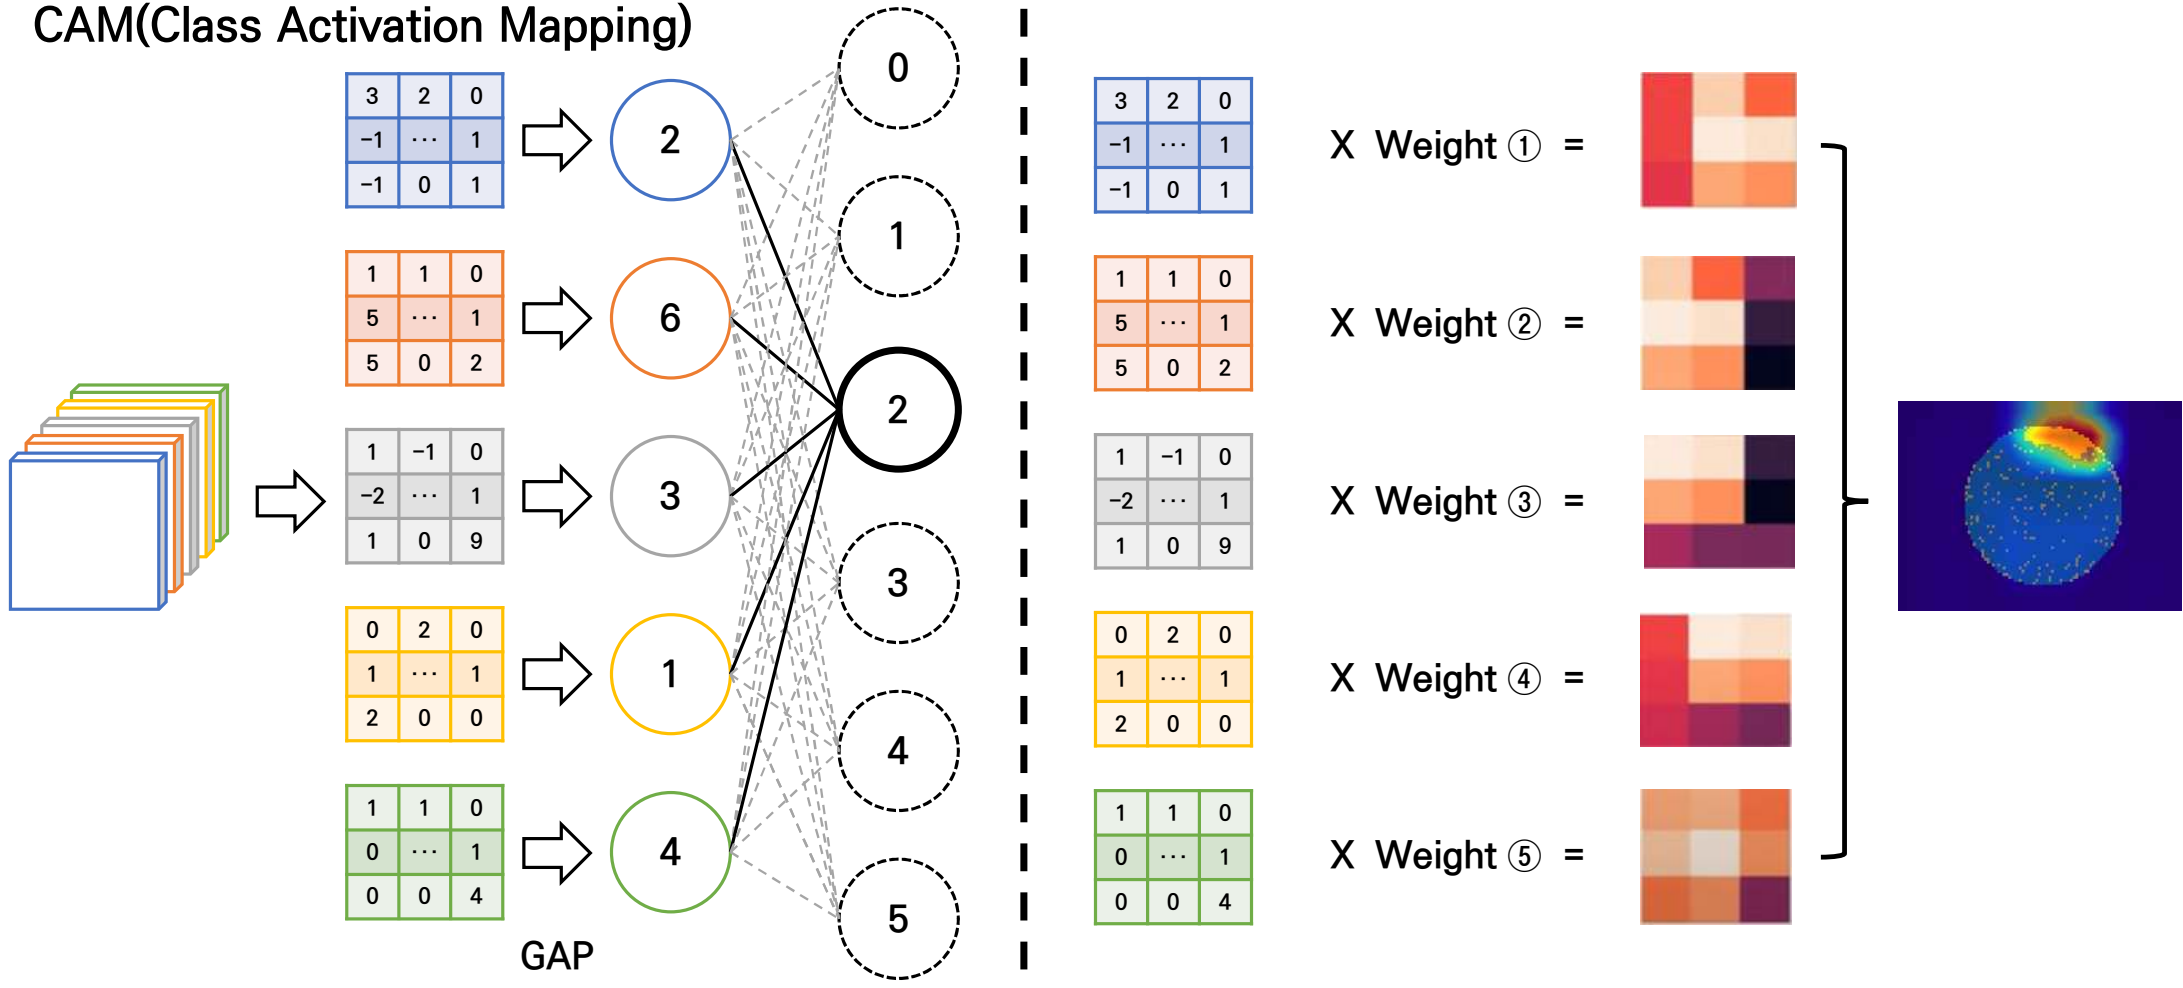 CAM(Class Activation Mapping)
3 2 0
−1 ⋯ 1
−1 0 1
2
1 1 0
5 ⋯ 1
5 0 2
6
1 −1 0
−2 ⋯ 1
1 0 9
3
0 2 0
1 ⋯ 1
2 0 0
1
1 1 0
0 ⋯ 1
0 0 4
4
GAP
0
1
2
3
4
5
3 2 0
−1 ⋯ 1
−1 0 1
X Weight ① =
1 1 0
5 ⋯ 1
5 0 2
X Weight ② =
1 −1 0
−2 ⋯ 1
1 0 9
X Weight ③ =
0 2 0
1 ⋯ 1
2 0 0
X Weight ④ =
1 1 0
0 ⋯ 1
0 0 4
X Weight ⑤ =